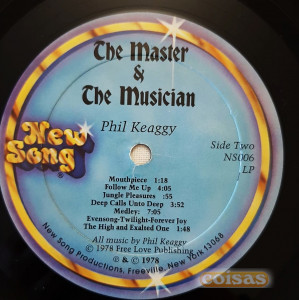 The Master
&
The Musician
Phil Keaggy
New
Song
Side Two
NS006
LP
Mouthpiece 1:18
Follow Me Up 4:05
Jungle Pleasures :55
Deep Calls Unto Deep 3:52
Medley: 7:05
Evensong-Twilight-Forever Joy
The High and Exalted One 1:48
All music by Phil Keaggy
© 1978 Free Love Publishing
℗ & © 1978
New Song Productions, Freeville, New York 13068
coisas